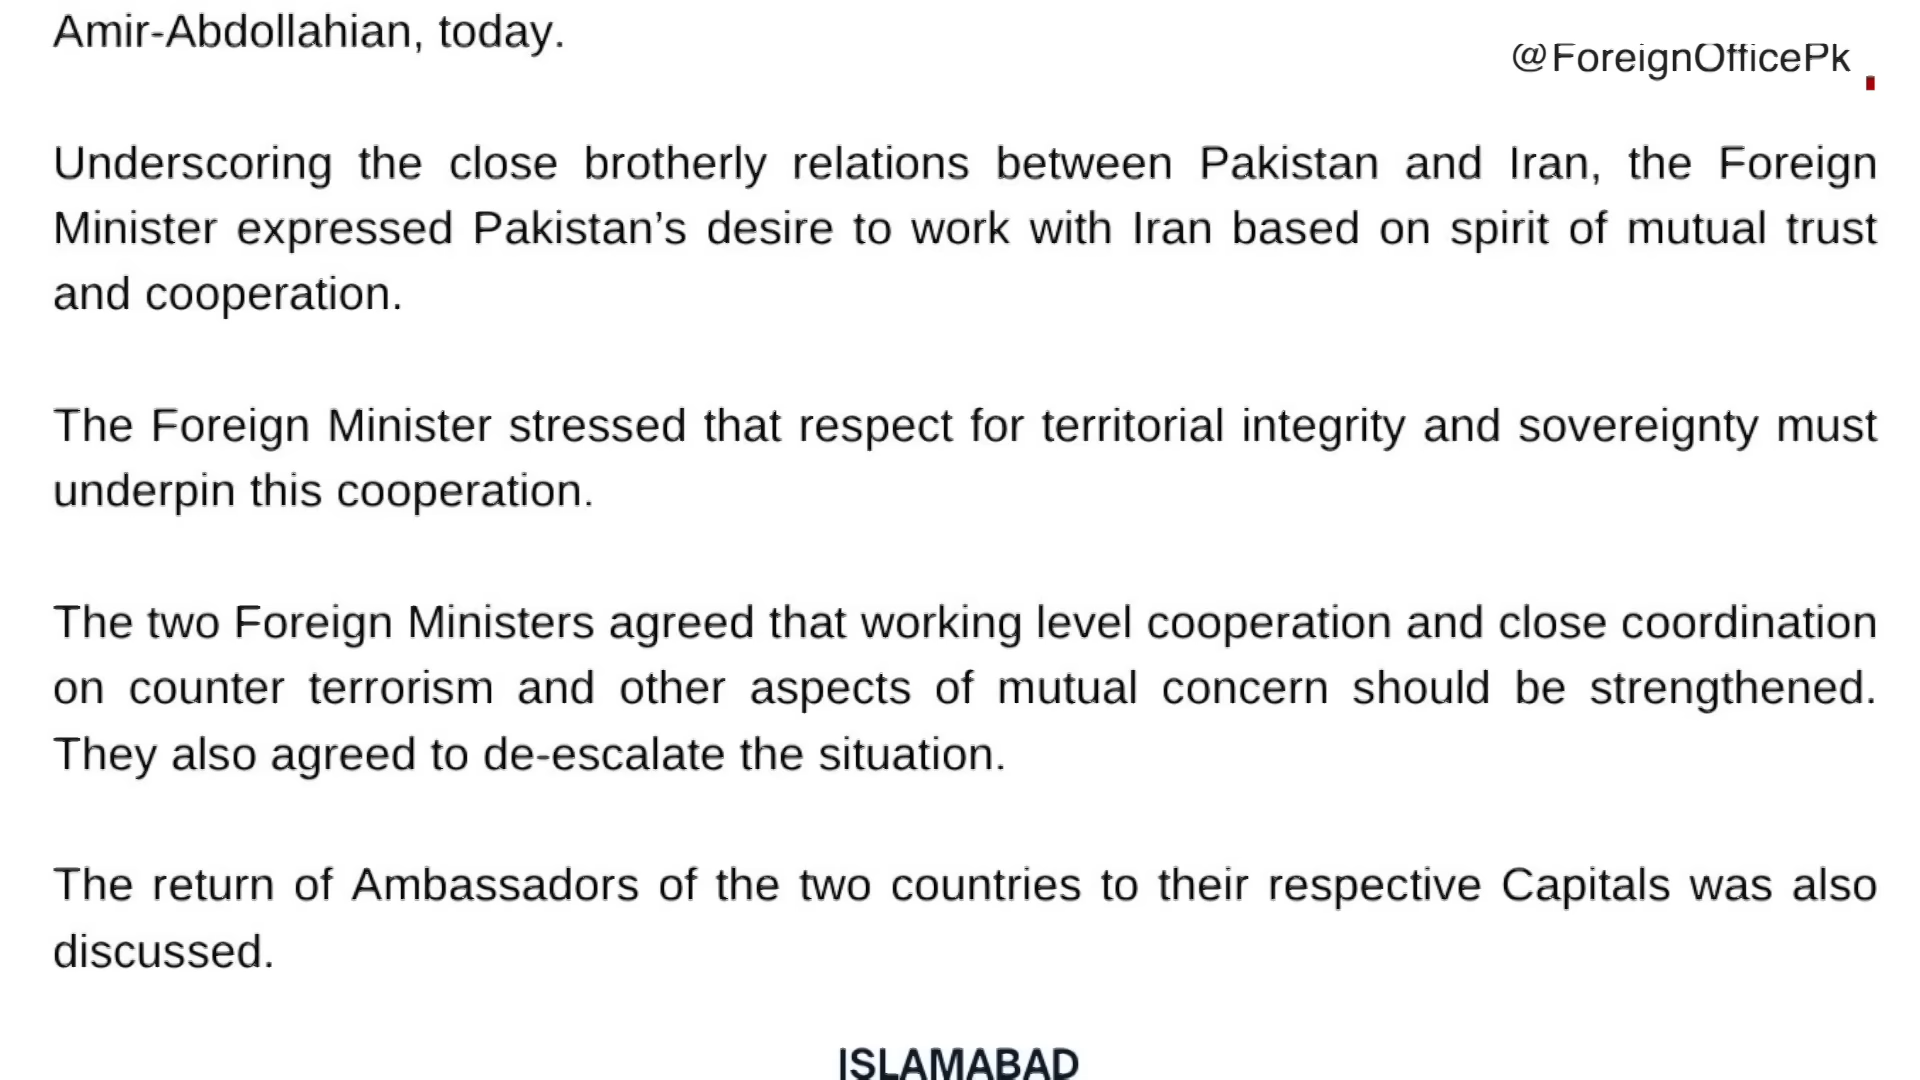 Amir-Abdollahian, today.
@ForeignOfficePk
Underscoring the close brotherly relations between Pakistan and Iran, the Foreign
Minister expressed Pakistan’s desire to work with Iran based on spirit of mutual trust
and cooperation.
The Foreign Minister stressed that respect for territorial integrity and sovereignty must
underpin this cooperation.
The two Foreign Ministers agreed that working level cooperation and close coordination
on counter terrorism and other aspects of mutual concern should be strengthened.
They also agreed to de-escalate the situation.
The return of Ambassadors of the two countries to their respective Capitals was also
discussed.
ISLAMABAD